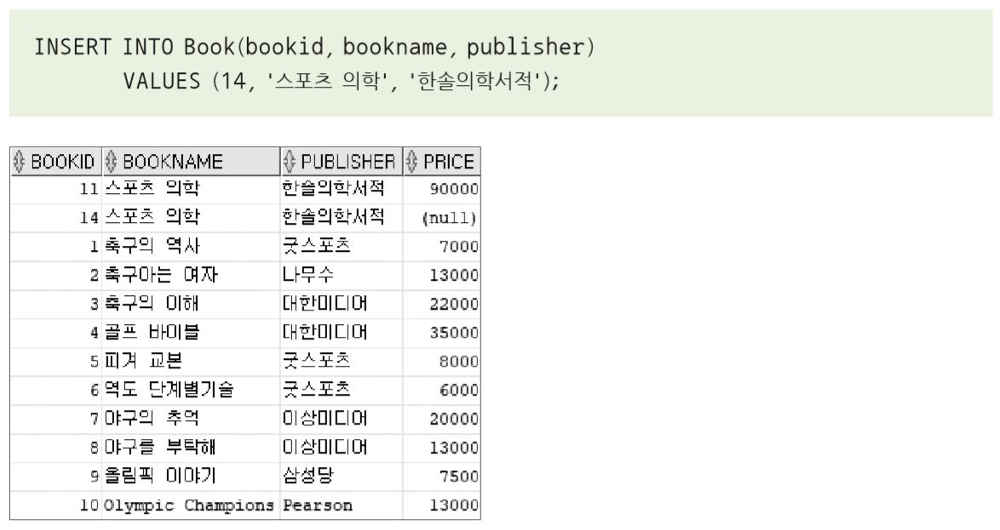 INSERT INTO Book(bookid, bookname, publisher)
VALUES (14, '스포츠 의학', '한솔의학서적');
BOOKID BOOKNAME PUBLISHER PRICE
11 스포츠 의학 한솔의학서적 90000
14 스포츠 의학 한솔의학서적 (null)
1 축구의 역사 굿스포츠 7000
2 축구아는 여자 나무수 13000
3 축구의 이해 대한미디어 22000
4 골프 바이블 대한미디어 35000
5 피겨 교본 굿스포츠 8000
6 역도 단계별기술 굿스포츠 6000
7 야구의 추억 이상미디어 20000
8 야구를 부탁해 이상미디어 13000
9 올림픽 이야기 삼성당 7500
10 Olympic Champions Pearson 13000